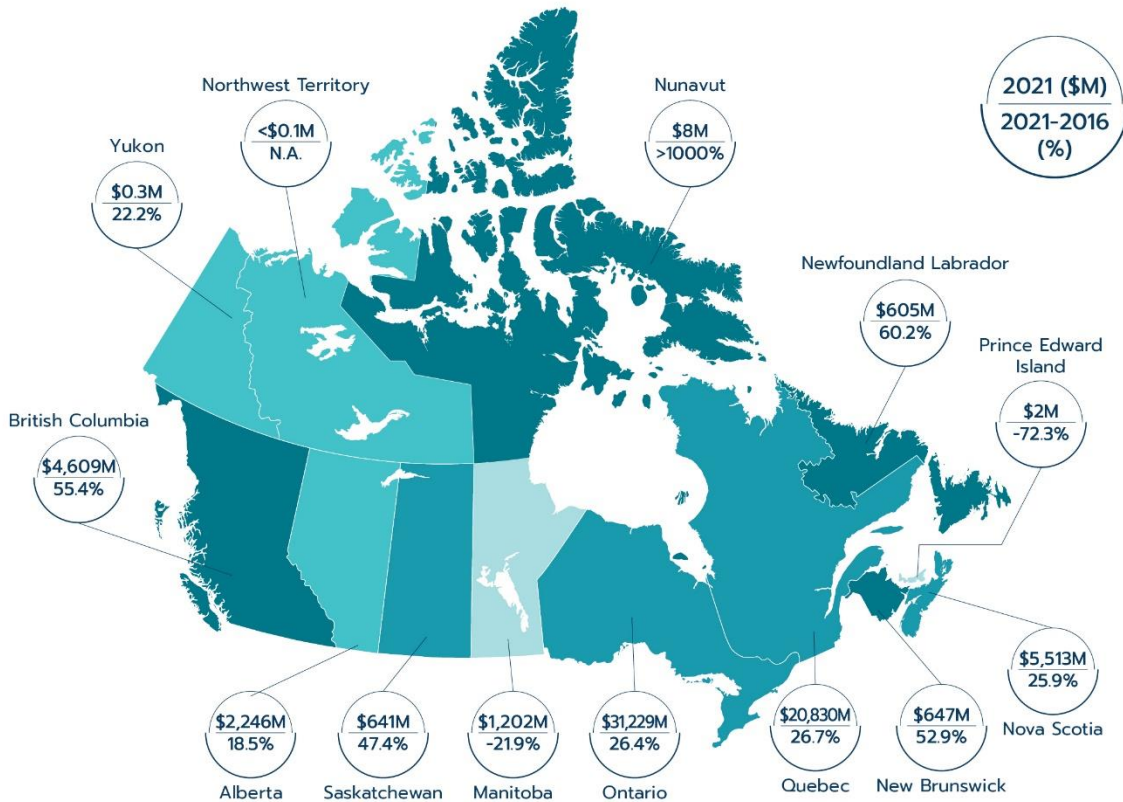 2021 ($M)
2021-2016
(%)
Northwest Territory
<$0.1M
N.A.
Nunavut
$8M
>1000%
Yukon
$0.3M
22.2%
Newfoundland Labrador
$605M
60.2%
Prince Edward
Island
$2M
-72.3%
British Columbia
$4,609M
55.4%
$5,513M
25.9%
Nova Scotia
$2,246M
18.5%
Alberta
$641M
47.4%
Saskatchewan
$1,202M
-21.9%
Manitoba
$31,229M
26.4%
Ontario
$20,830M
26.7%
Quebec
$647M
52.9%
New Brunswick